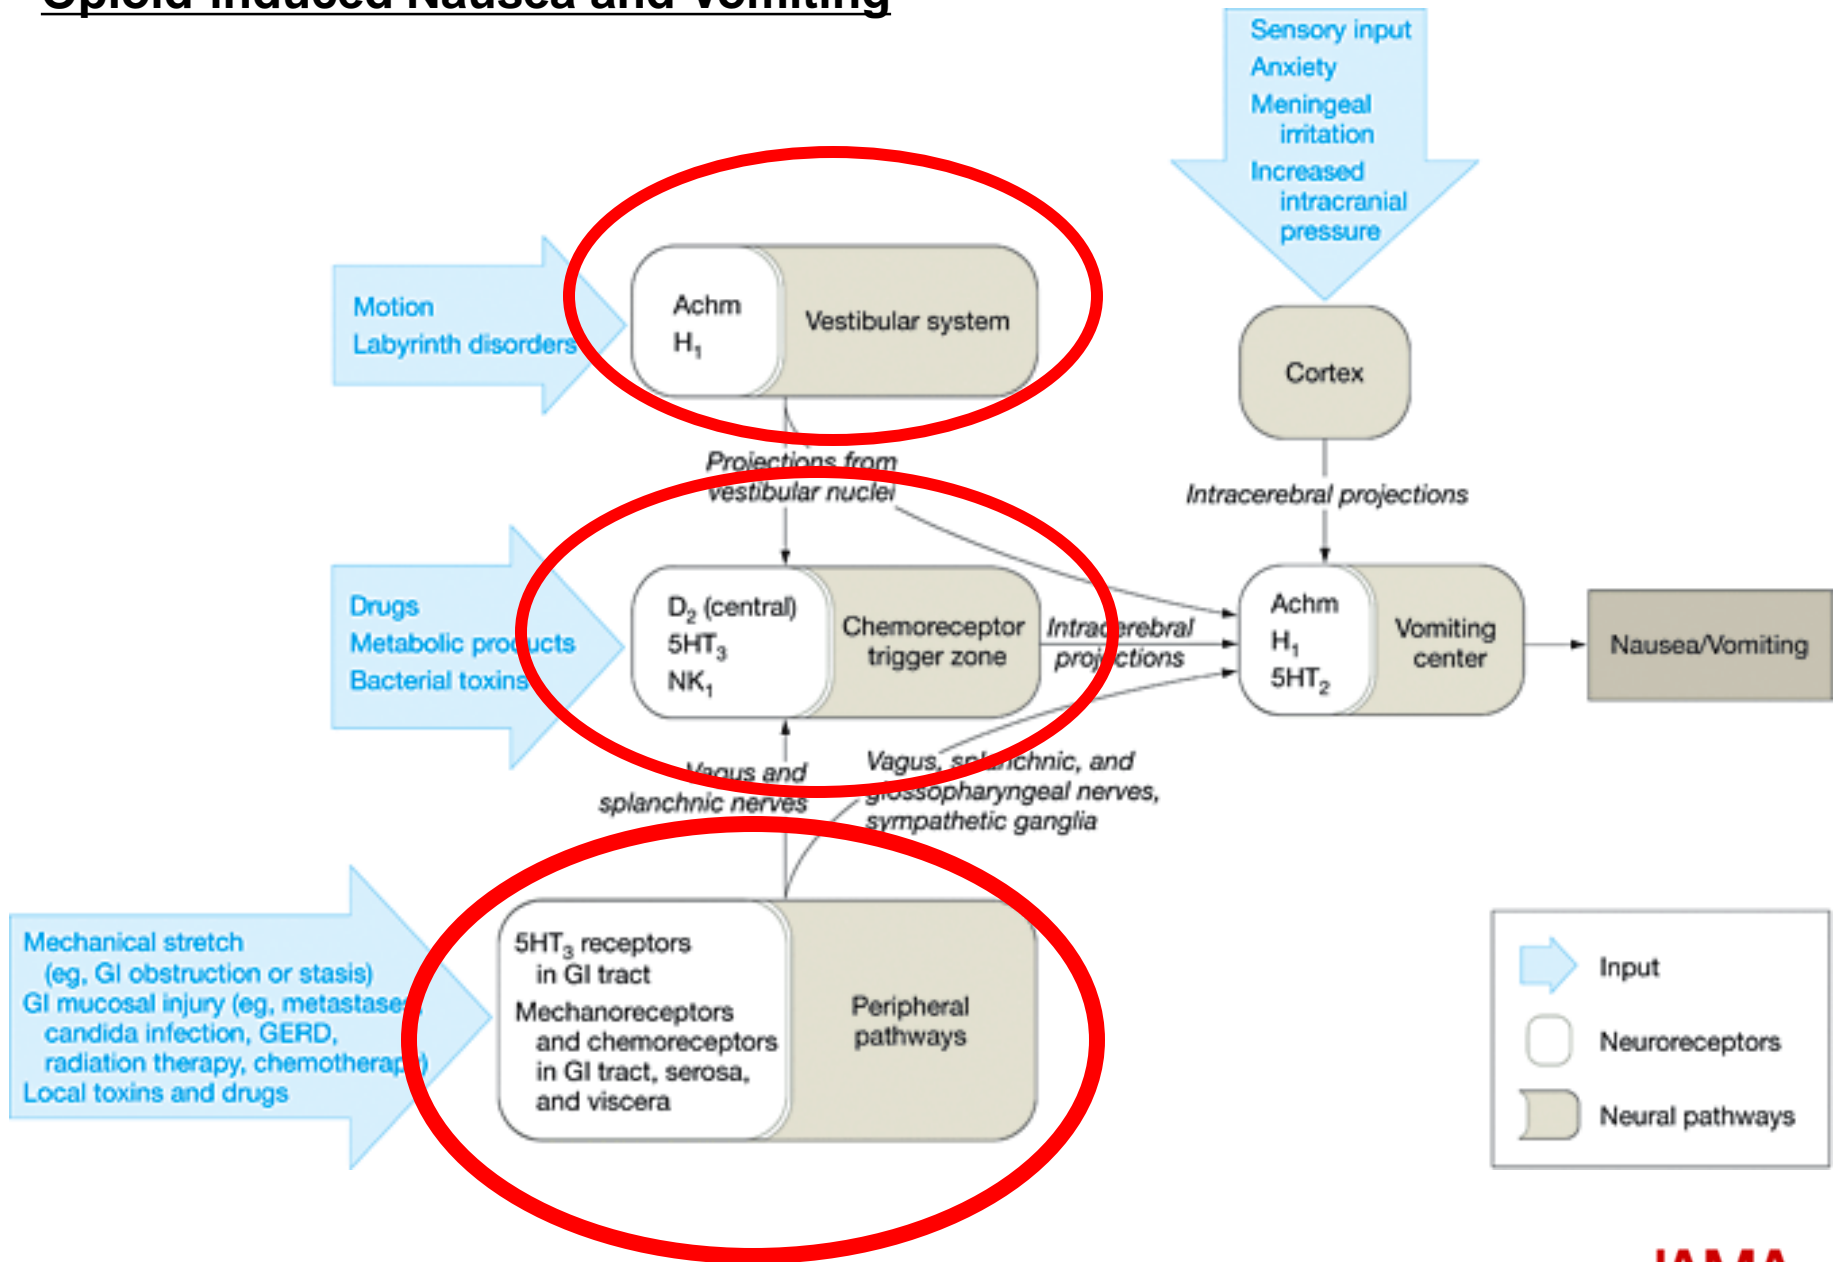 Opioid-Induced Nausea and Vomiting
Sensory input
Anxiety
Meningeal
irritation
Increased
intracranial
pressure
Motion
Labyrinth disorders
Achm
H₁
Vestibular system
Cortex
Projections from
vestibular nuclei
Intracerebral projections
Drugs
Metabolic products
Bacterial toxins
D₂ (central)
5HT₃
NK₁
Chemoreceptor
trigger zone
Intracerebral
projections
Achm
H₁
5HT₂
Vomiting
center
Nausea/Vomiting
Vagus and
splanchnic nerves
Vagus, splanchnic, and
glossopharyngeal nerves,
sympathetic ganglia
Mechanical stretch
(eg, GI obstruction or stasis)
GI mucosal injury (eg, metastases,
candida infection, GERD,
radiation therapy, chemotherapy)
Local toxins and drugs
5HT₃ receptors
in GI tract
Mechanoreceptors
and chemoreceptors
in GI tract, serosa,
and viscera
Peripheral
pathways
Input
Neuroreceptors
Neural pathways
JAMA